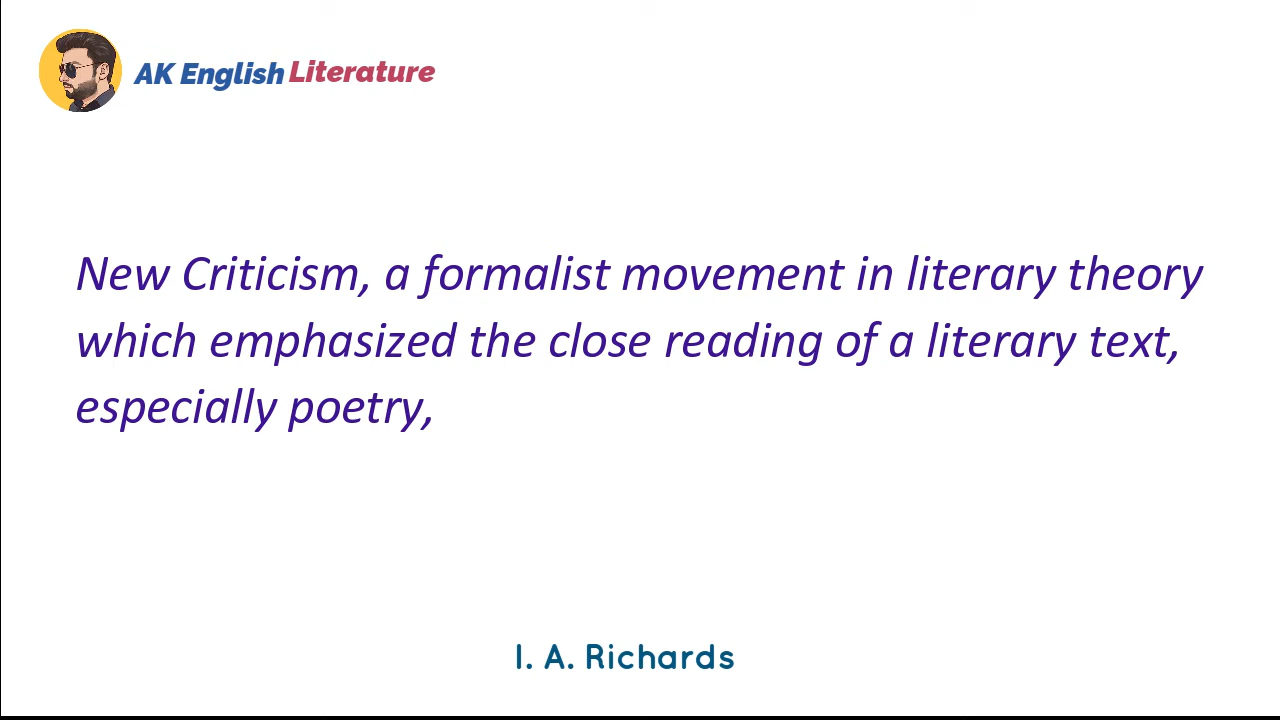 AK English Literature
New Criticism, a formalist movement in literary theory
which emphasized the close reading of a literary text,
especially poetry,
I. A. Richards